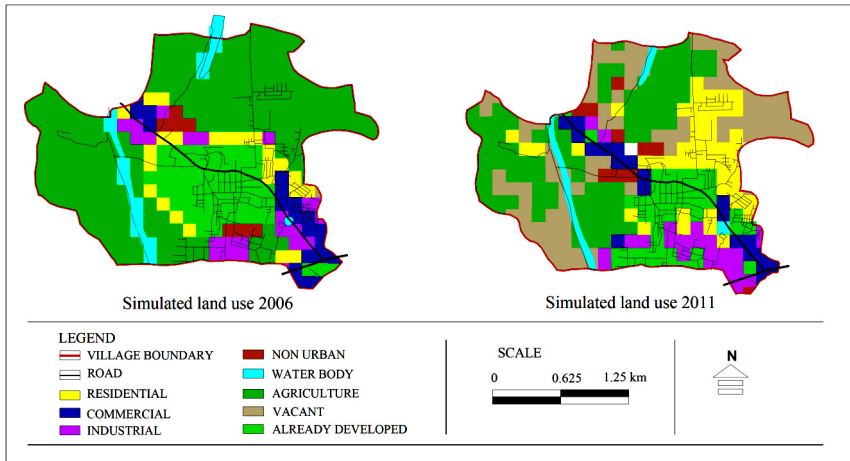 Simulated land use 2006
Simulated land use 2011
LEGEND
VILLAGE BOUNDARY
ROAD
RESIDENTIAL
COMMERCIAL
INDUSTRIAL
NON URBAN
WATER BODY
AGRICULTURE
VACANT
ALREADY DEVELOPED
SCALE
0 0.625 1.25 km
N